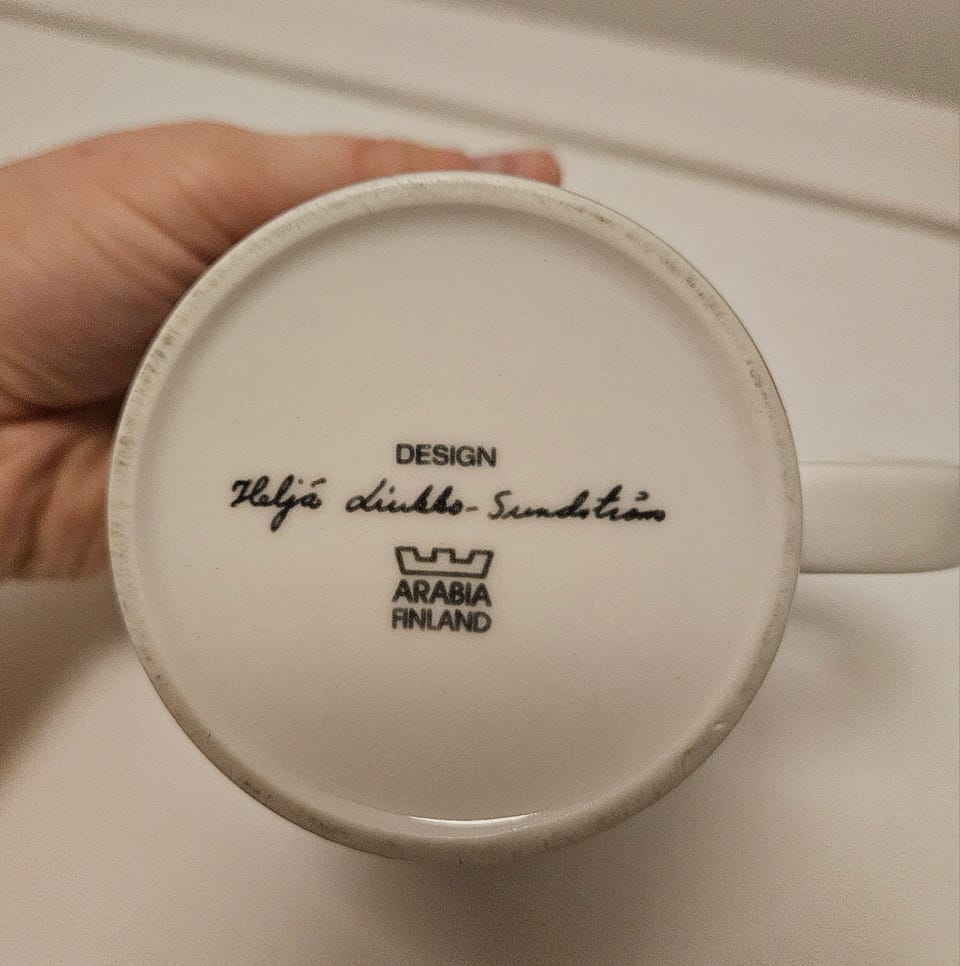 DESIGN
Heljä Liukko-Sundström
ARABIA
FINLAND